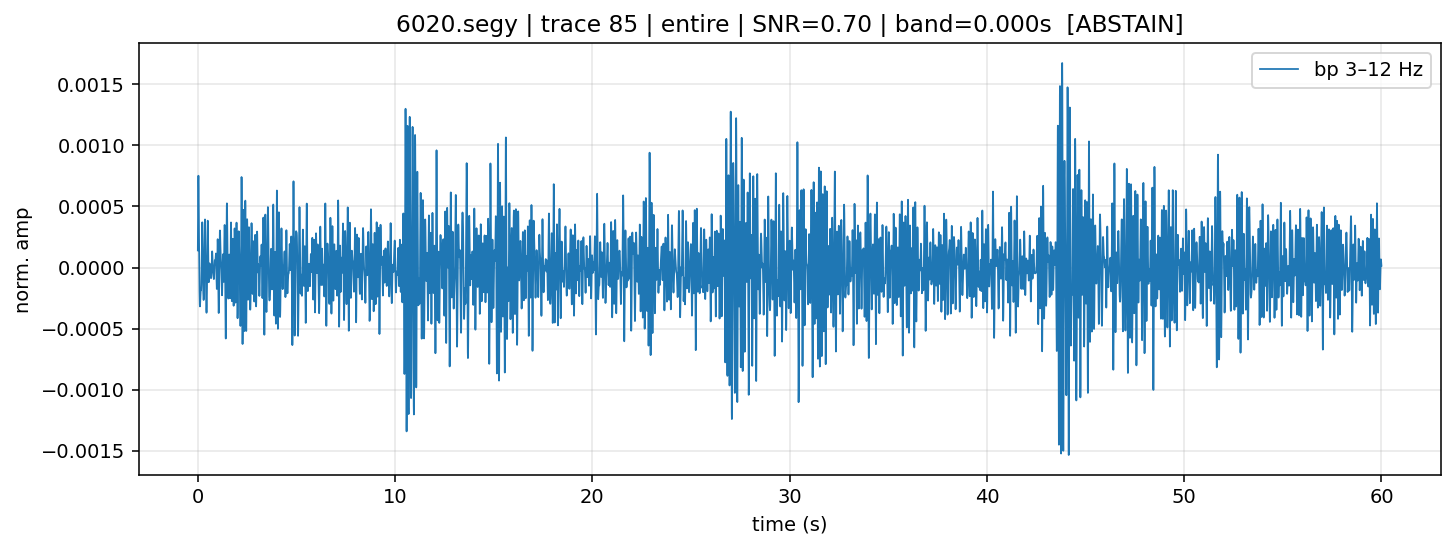 6020.segy | trace 85 | entire | SNR=0.70 | band=0.000s  [ABSTAIN]
bp 3–12 Hz
norm. amp
0.0015
0.0010
0.0005
0.0000
−0.0005
−0.0010
−0.0015
0 10 20 30 40 50 60
time (s)